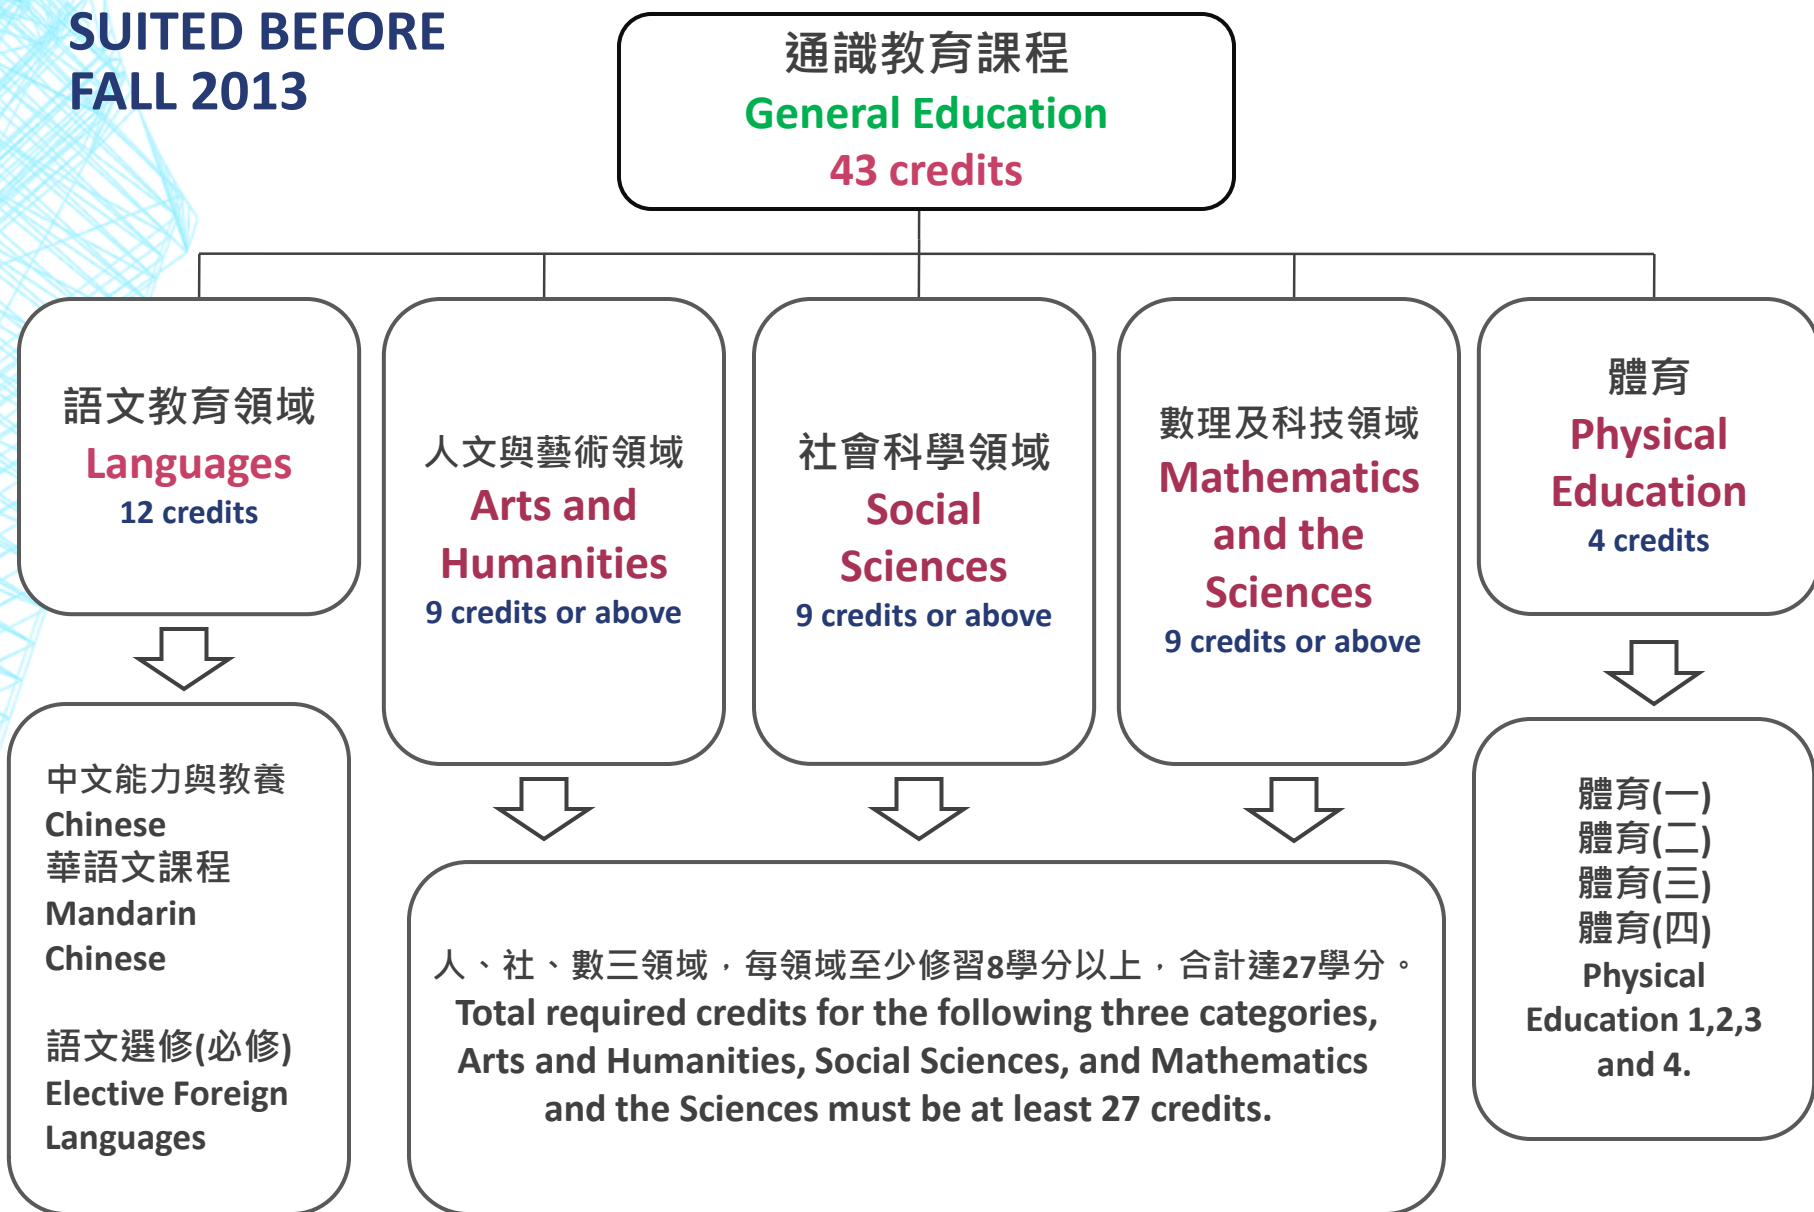 SUITED BEFORE
FALL 2013
通識教育課程
General Education
43 credits
語文教育領域
Languages
12 credits
人文與藝術領域
Arts and
Humanities
9 credits or above
社會科學領域
Social
Sciences
9 credits or above
數理及科技領域
Mathematics
and the
Sciences
9 credits or above
體育
Physical
Education
4 credits
中文能力與教養
Chinese
華語文課程
Mandarin
Chinese
語文選修(必修)
Elective Foreign
Languages
人、社、數三領域，每領域至少修習8學分以上，合計達27學分。
Total required credits for the following three categories,
Arts and Humanities, Social Sciences, and Mathematics
and the Sciences must be at least 27 credits.
體育(一)
體育(二)
體育(三)
體育(四)
Physical
Education 1,2,3
and 4.